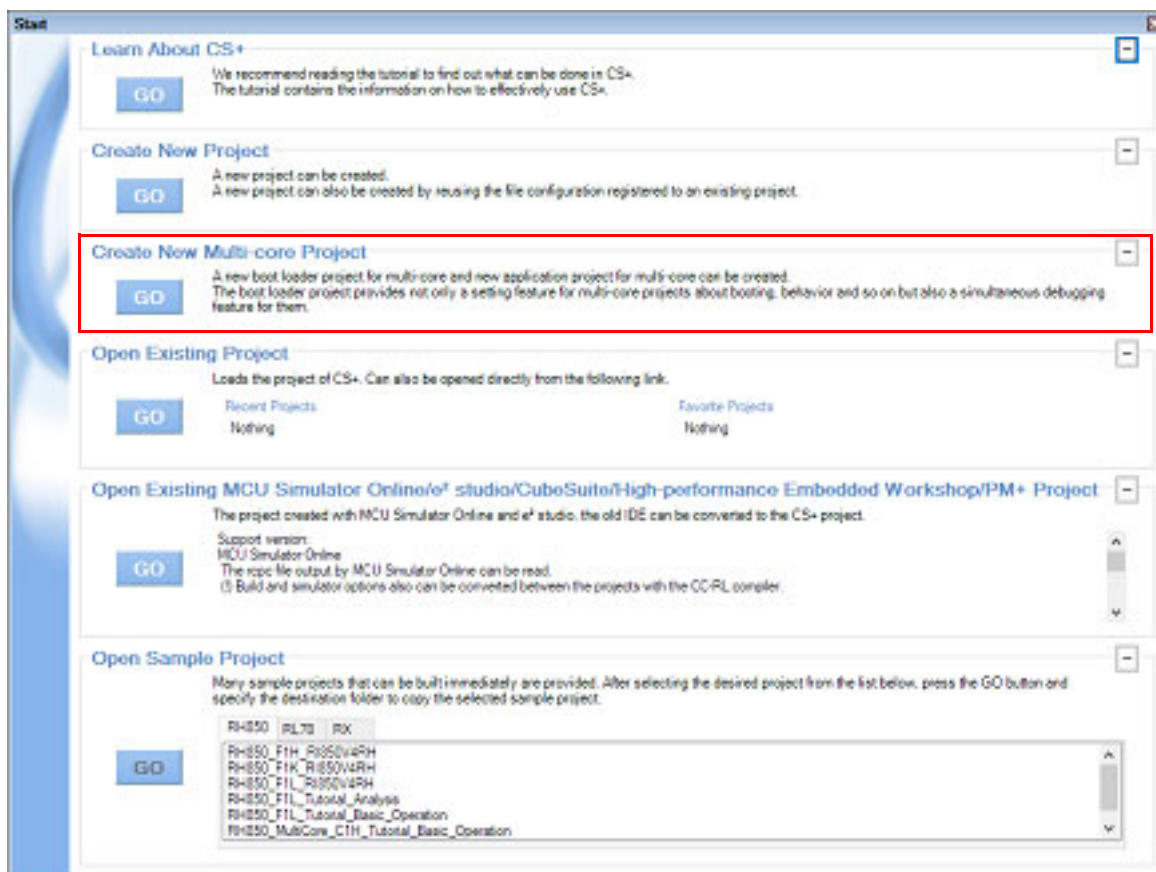 Start
Learn About CS+
GO
We recommend reading the tutorial to find out what can be done in CS+.
The tutorial contains the information on how to effectively use CS+.
Create New Project
GO
A new project can be created.
A new project can also be created by reusing the file configuration registered to an existing project.
Create New Multi-core Project
GO
A new boot loader project for multi-core and new application project for multi-core can be created.
The boot loader project provides not only a setting feature for multi-core projects about booting, behavior and so on but also a simultaneous debugging
feature for them.
Open Existing Project
Loads the project of CS+. Can also be opened directly from the following link.
GO
Recent Projects
Nothing
Favorite Projects
Nothing
Open Existing MCU Simulator Online/e² studio/CubeSuite/High-performance Embedded Workshop/PM+ Project
The project created with MCU Simulator Online and e² studio, the old IDE can be converted to the CS+ project.
GO
Support version:
MCU Simulator Online
The rcpc file output by MCU Simulator Online can be read.
(!) Build and simulator options also can be converted between the projects with the CC-RL compiler.
Open Sample Project
Many sample projects that can be built immediately are provided. After selecting the desired project from the list below, press the GO button and
specify the destination folder to copy the selected sample project.
GO
RH850 RL78 RX
RH850_F1H_RI850V4RH
RH850_F1K_RI850V4RH
RH850_F1L_RI850V4RH
RH850_F1L_Tutorial_Analysis
RH850_F1L_Tutorial_Basic_Operation
RH850_MultiCore_C1H_Tutorial_Basic_Operation